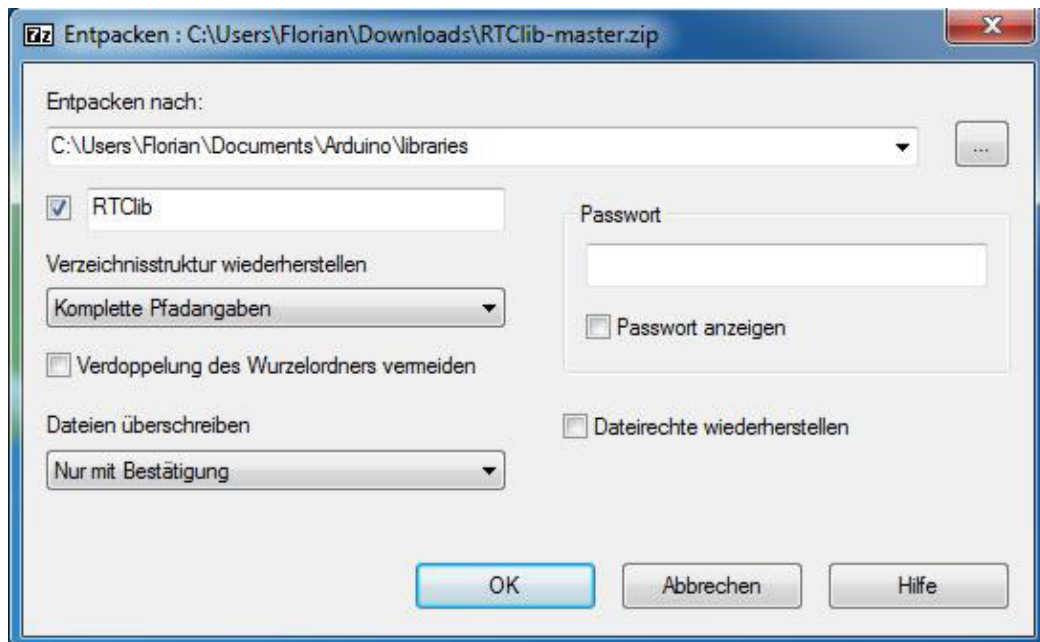 7z Entpacken : C:\Users\Florian\Downloads\RTClib-master.zip
Entpacken nach:
C:\Users\Florian\Documents\Arduino\libraries
...
RTClib
Passwort
Verzeichnisstruktur wiederherstellen
Komplette Pfadangaben
Passwort anzeigen
Verdoppelung des Wurzelordners vermeiden
Dateien überschreiben
Dateirechte wiederherstellen
Nur mit Bestätigung
OK
Abbrechen
Hilfe